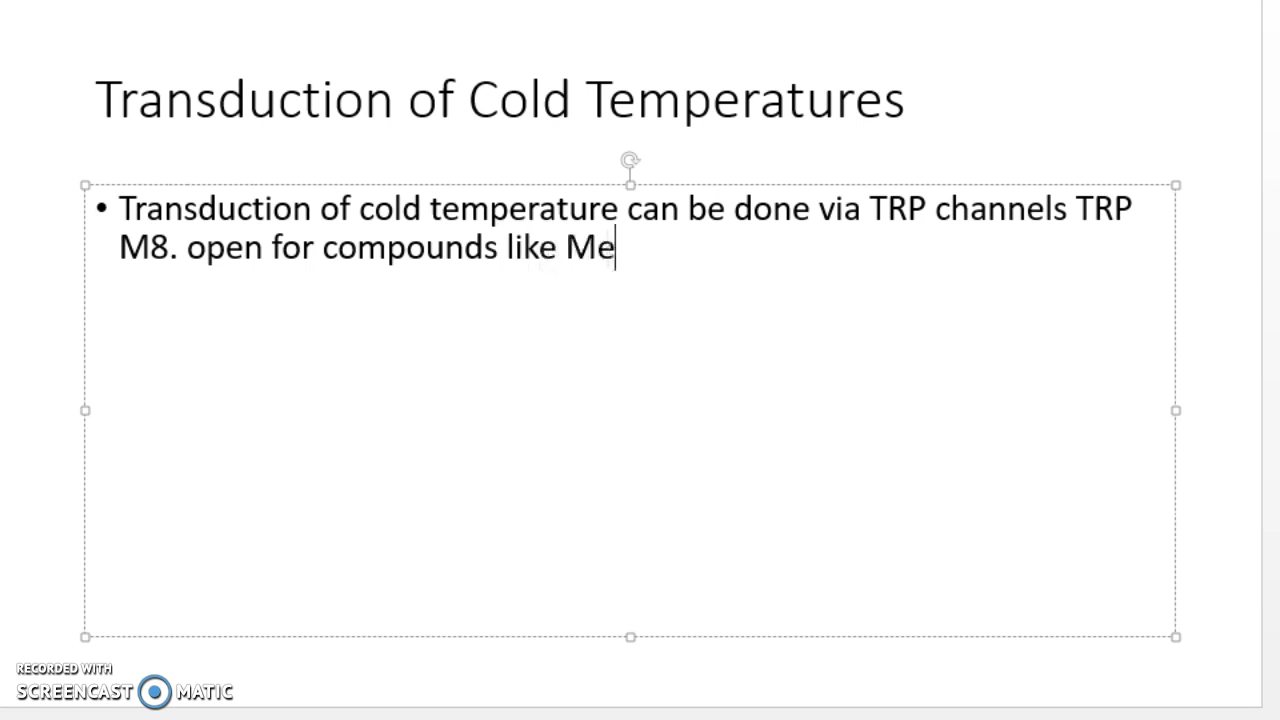 Transduction of Cold Temperatures
• Transduction of cold temperature can be done via TRP channels TRP
M8. open for compounds like Me
RECORDED WITH
SCREENCAST MATIC